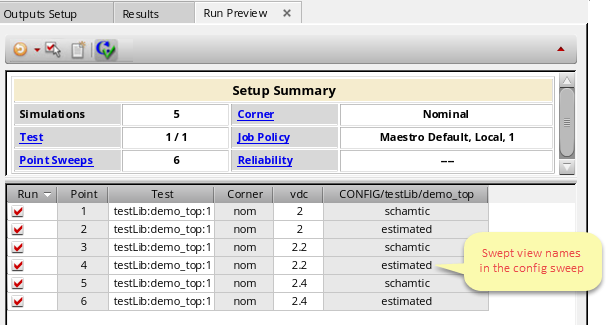 Outputs Setup Results Run Preview
Setup Summary
Simulations 5 Corner Nominal
Test 1 / 1 Job Policy Maestro Default, Local, 1
Point Sweeps 6 Reliability ---
Run Point Test Corner vdc CONFIG/testLib/demo_top
1 testLib:demo_top:1 nom 2 schamtic
2 testLib:demo_top:1 nom 2 estimated
3 testLib:demo_top:1 nom 2.2 schamtic
4 testLib:demo_top:1 nom 2.2 estimated
5 testLib:demo_top:1 nom 2.4 schamtic
6 testLib:demo_top:1 nom 2.4 estimated
Swept view names
in the config sweep